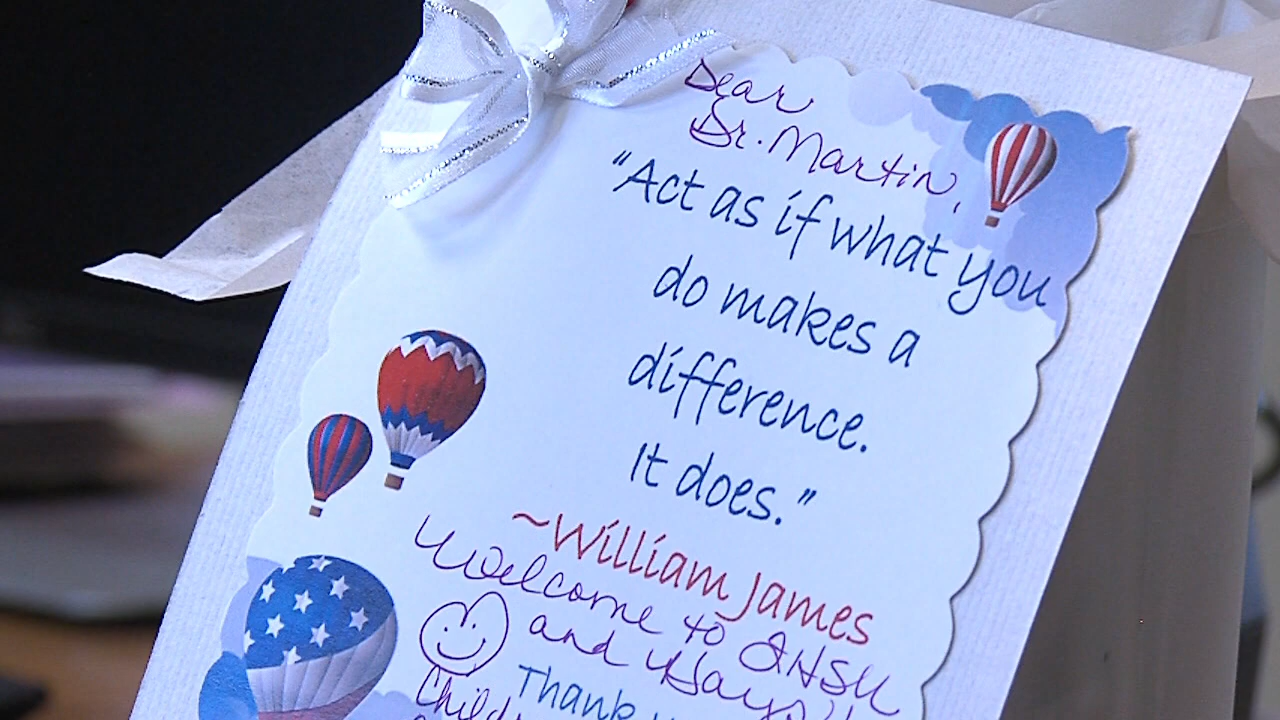 Dear
Dr. Martin,
"Act as if what you
do makes a
difference.
It does."
~William James
Welcome to
and Hays
Thank